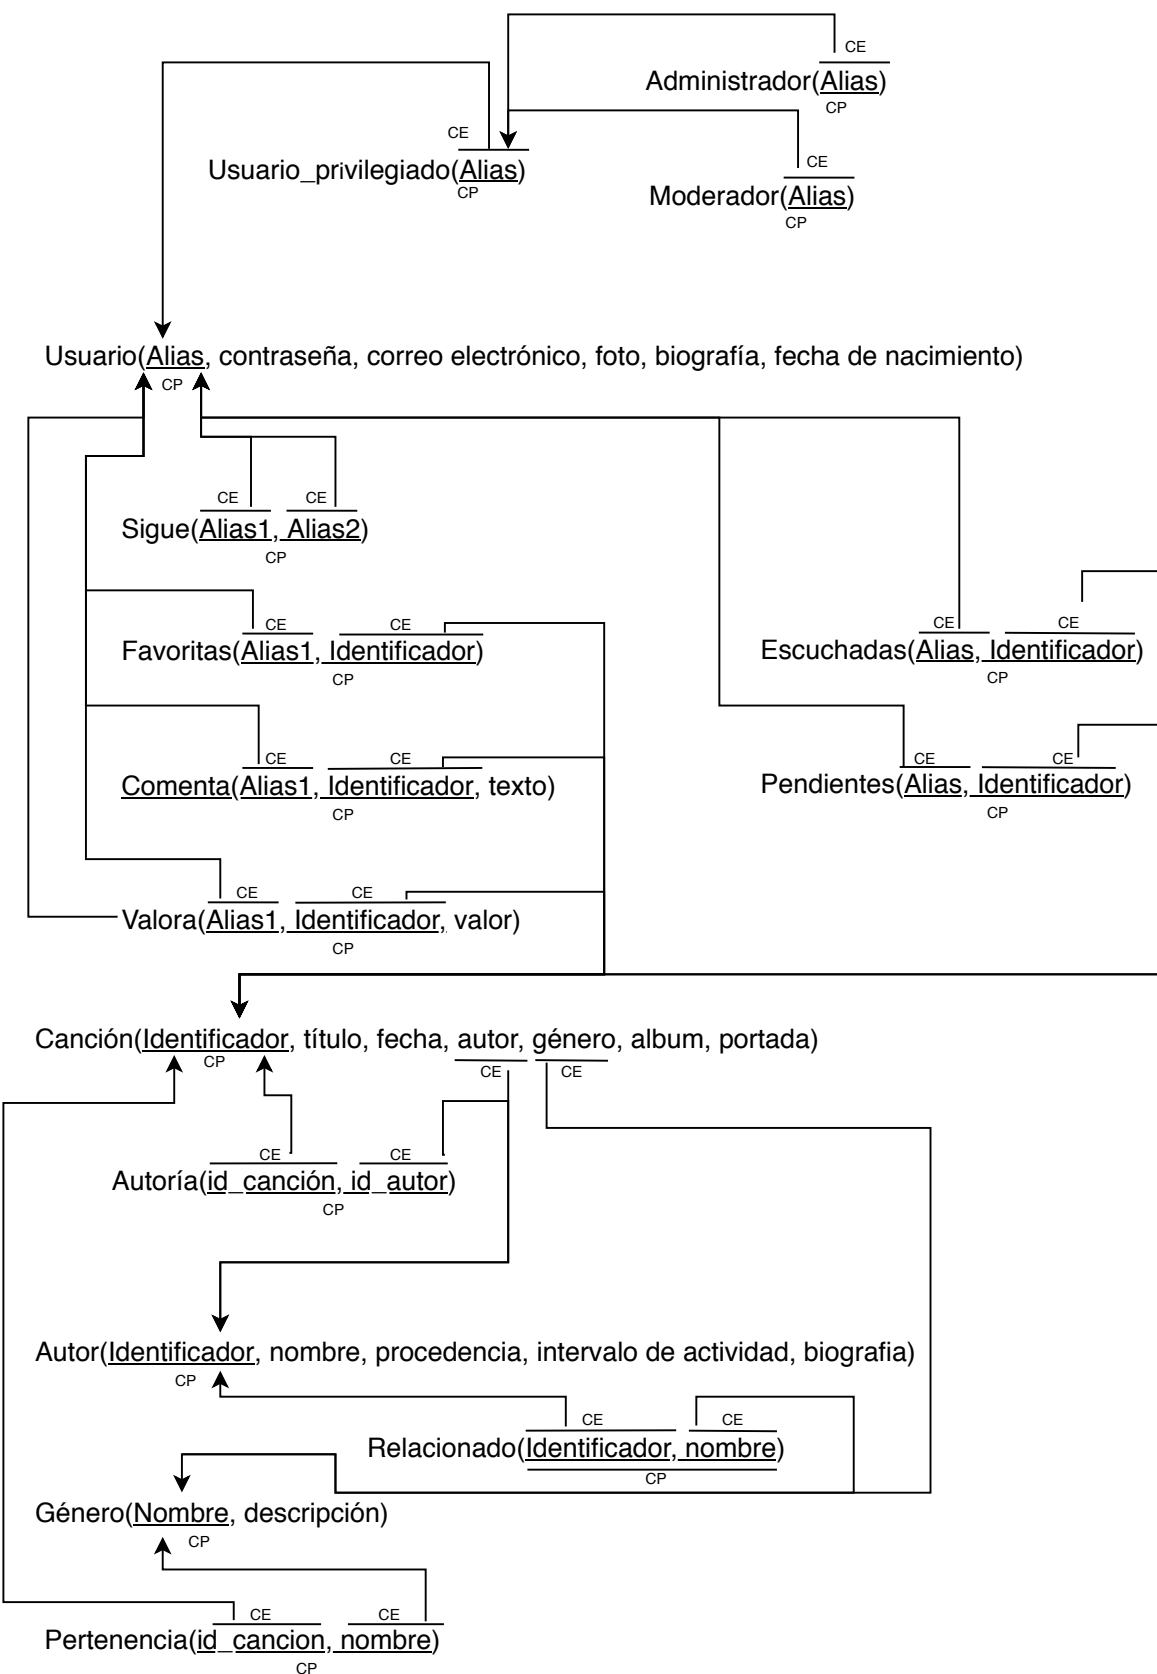 CE
Administrador(Alias)
CP
CE
Usuario_privilegiado(Alias)
CP
CE
Moderador(Alias)
CP
Usuario(Alias, contraseña, correo electrónico, foto, biografía, fecha de nacimiento)
CP
CE CE
Sigue(Alias1, Alias2)
CP
CE CE
Favoritas(Alias1, Identificador)
CP
CE CE
Escuchadas(Alias, Identificador)
CP
CE CE
Comenta(Alias1, Identificador, texto)
CP
CE CE
Pendientes(Alias, Identificador)
CP
CE CE
Valora(Alias1, Identificador, valor)
CP
Canción(Identificador, título, fecha, autor, género, album, portada)
CP CE CE
CE CE
Autoría(id_canción, id_autor)
CP
Autor(Identificador, nombre, procedencia, intervalo de actividad, biografia)
CP
CE CE
Relacionado(Identificador, nombre)
CP
Género(Nombre, descripción)
CP
CE CE
Pertenencia(id_cancion, nombre)
CP